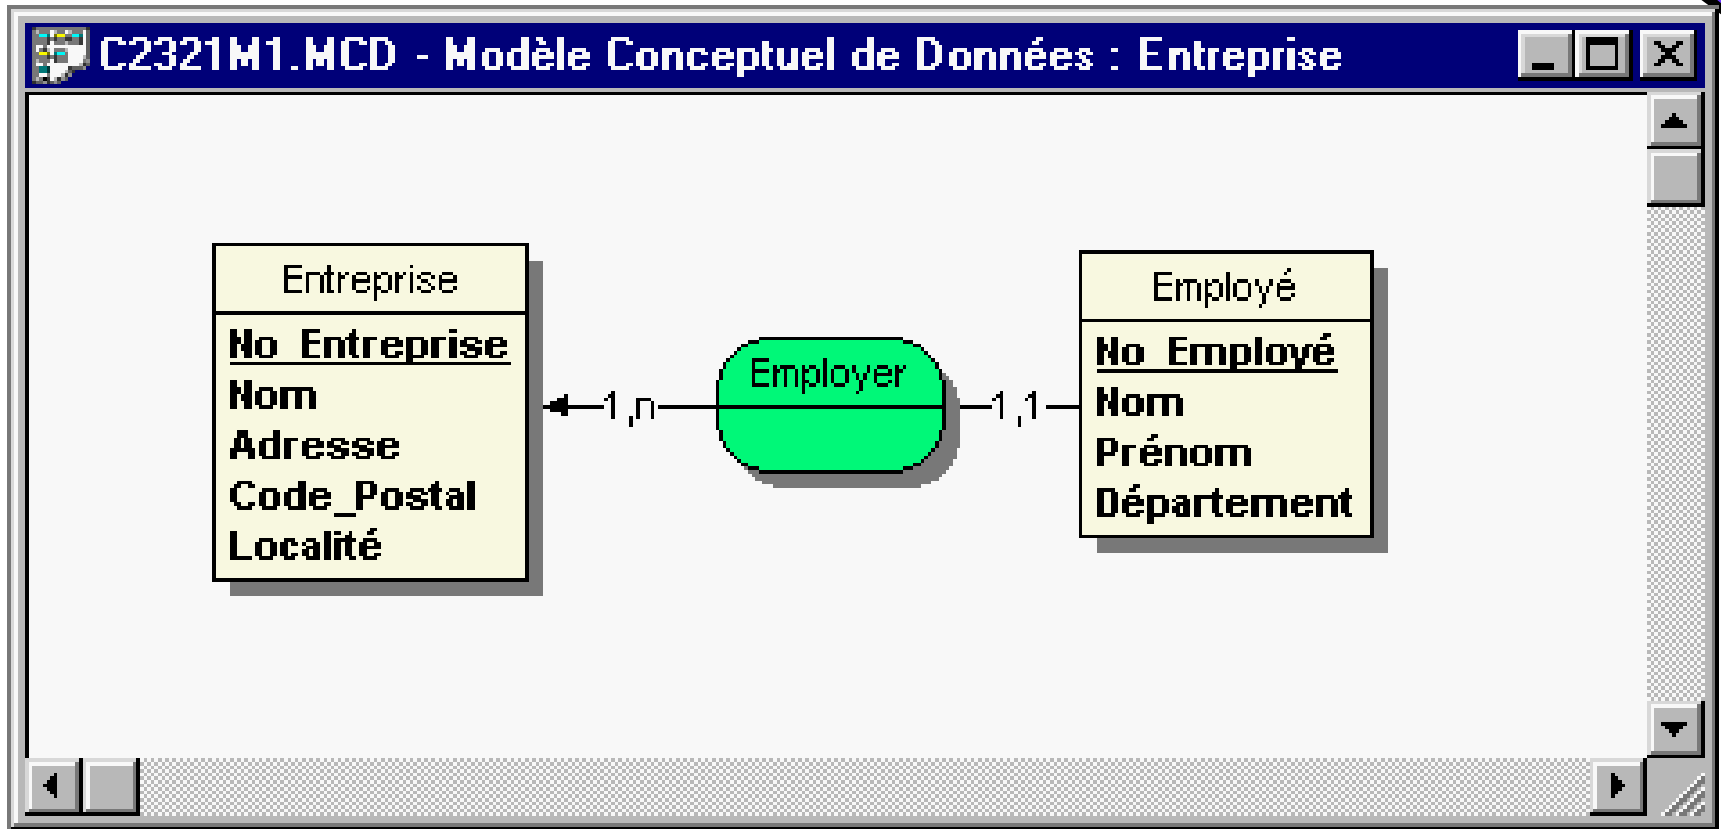 C2321M1.MCD - Modèle Conceptuel de Données : Entreprise
Entreprise
No_Entreprise
Nom
Adresse
Code_Postal
Localité
1,n
Employer
1,1
Employé
No_Employé
Nom
Prénom
Département